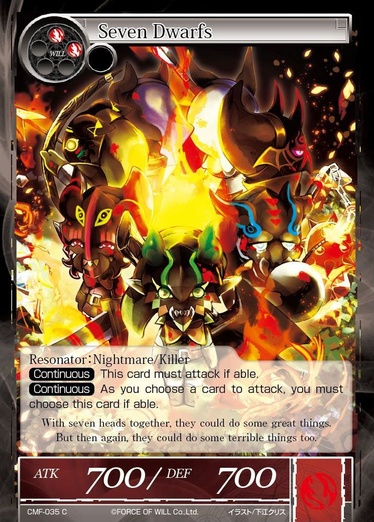 Seven Dwarfs
WILL
Resonator:Nightmare/Killer
Continuous This card must attack if able.
Continuous As you choose a card to attack, you must
choose this card if able.
With seven heads together, they could do some great things.
But then again, they could do some terrible things too.
ATK 700/ DEF 700
CMF-035 C ©FORCE OF WILL Co.,Ltd. イラスト/下江クリス